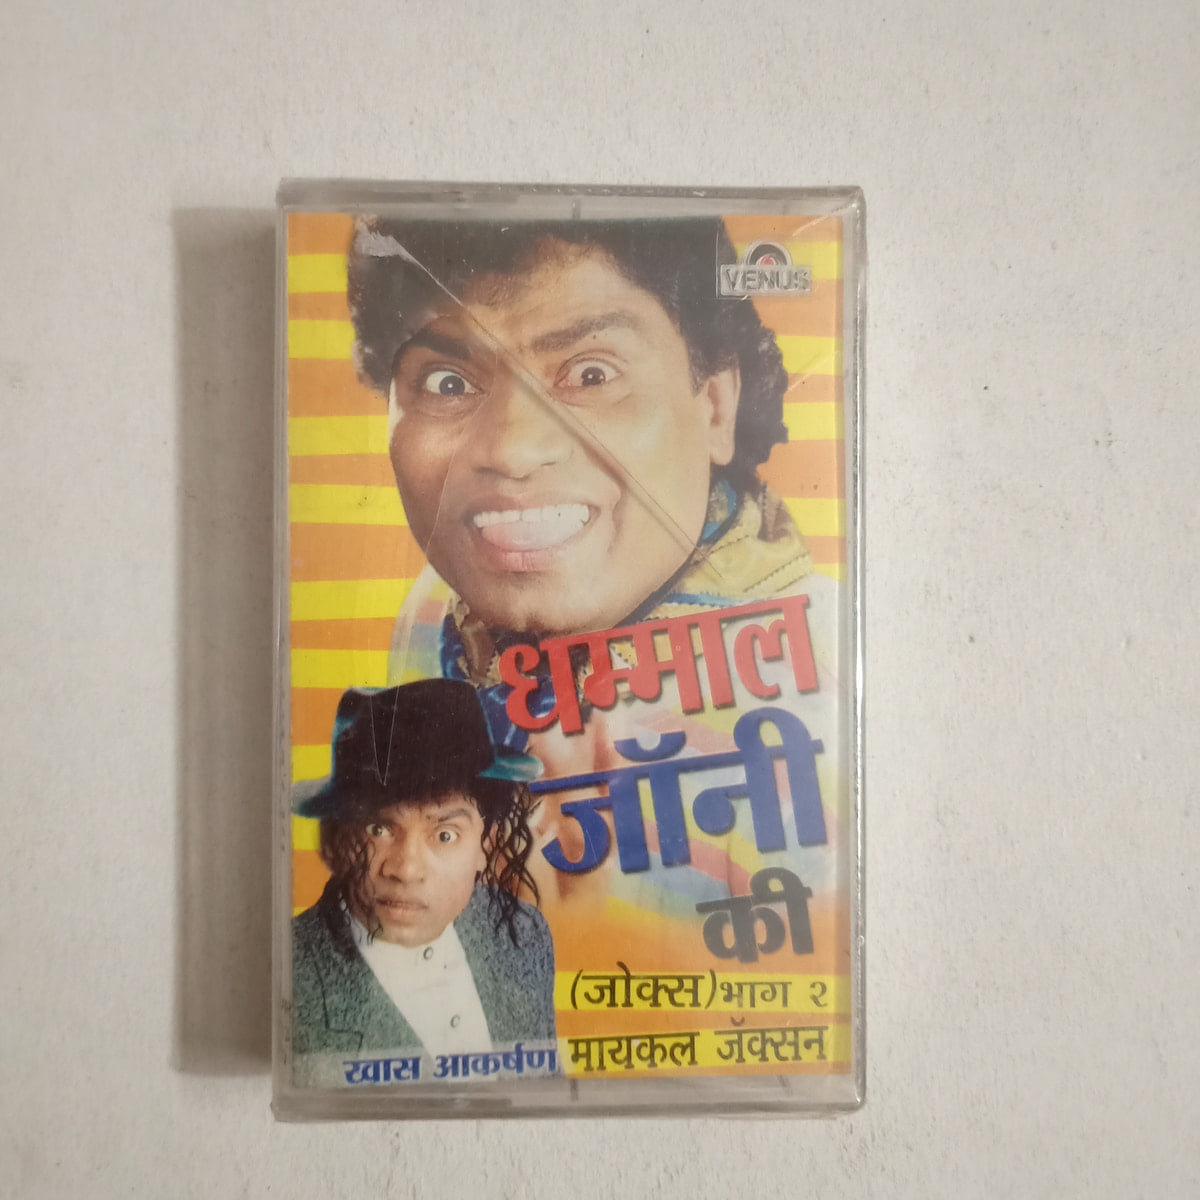 VENUS
धम्माल
जॉनी
की
(जोक्स) भाग २
खास आकर्षण मायकल जॅक्सन